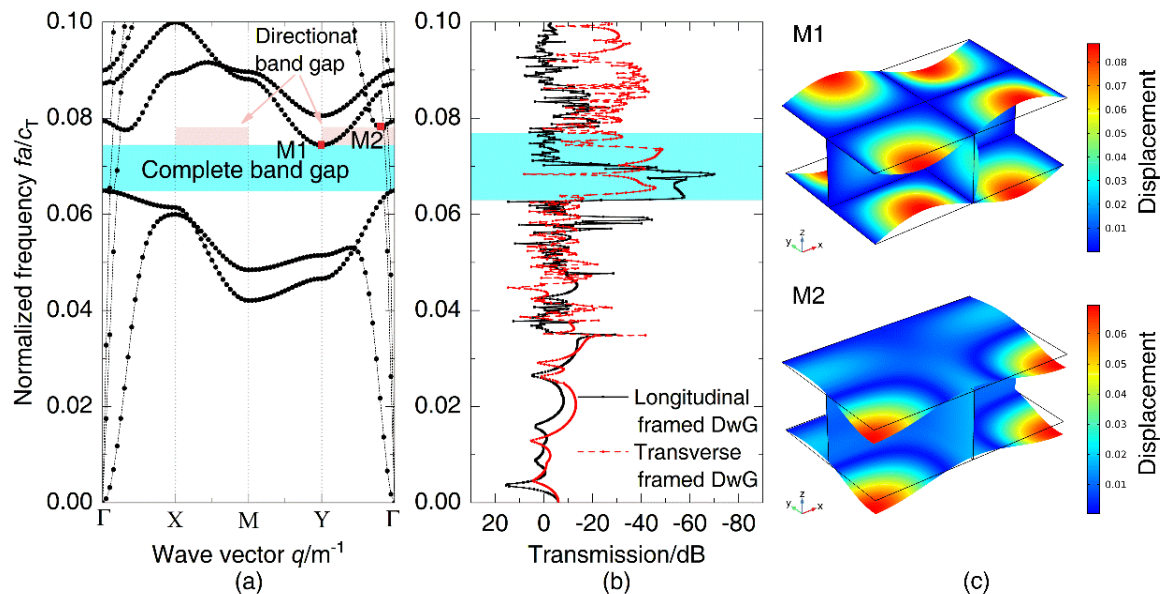 0.10
0.08
0.06
0.04
0.02
0.00
Normalized frequency fa/c_T
Directional
band gap
M1
M2
Complete band gap
Γ
X
M
Y
Γ
Wave vector q/m⁻¹
(a)
0.10
0.08
0.06
0.04
0.02
0.00
Longitudinal
framed DwG
Transverse
framed DwG
20
0
-20
-40
-60
-80
Transmission/dB
(b)
M1
z
y
x
0.08
0.07
0.06
0.05
0.04
0.03
0.02
0.01
Displacement
M2
z
y
x
0.06
0.05
0.04
0.03
0.02
0.01
Displacement
(c)